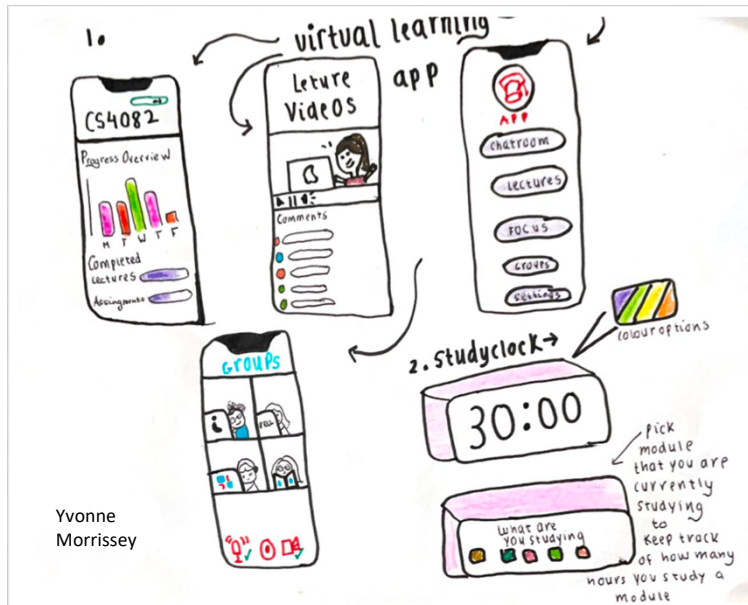 1.
virtual learning
app
CS4082
Progress Overview
M T W T F
Completed
Lectures
Assignments
Leture
Videos
Comments
APP
Chatroom
Lectures
FOCUS
Groups
Settings
GROUPS
DELL
2. Studyclock
30:00
colour options
What are
you studying
pick
module
that you are
currently
studying
to
keep track
of how many
hours you study a
module
Yvonne
Morrissey